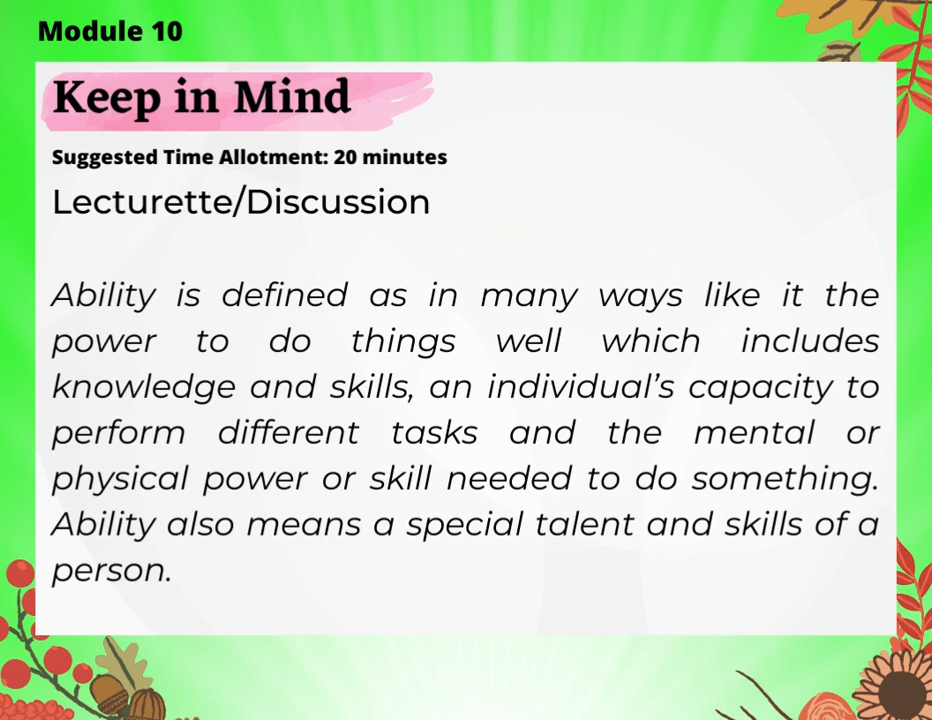 Module 10
Keep in Mind
Suggested Time Allotment: 20 minutes
Lecturette/Discussion
Ability is defined as in many ways like it the
power to do things well which includes
knowledge and skills, an individual’s capacity to
perform different tasks and the mental or
physical power or skill needed to do something.
Ability also means a special talent and skills of a
person.